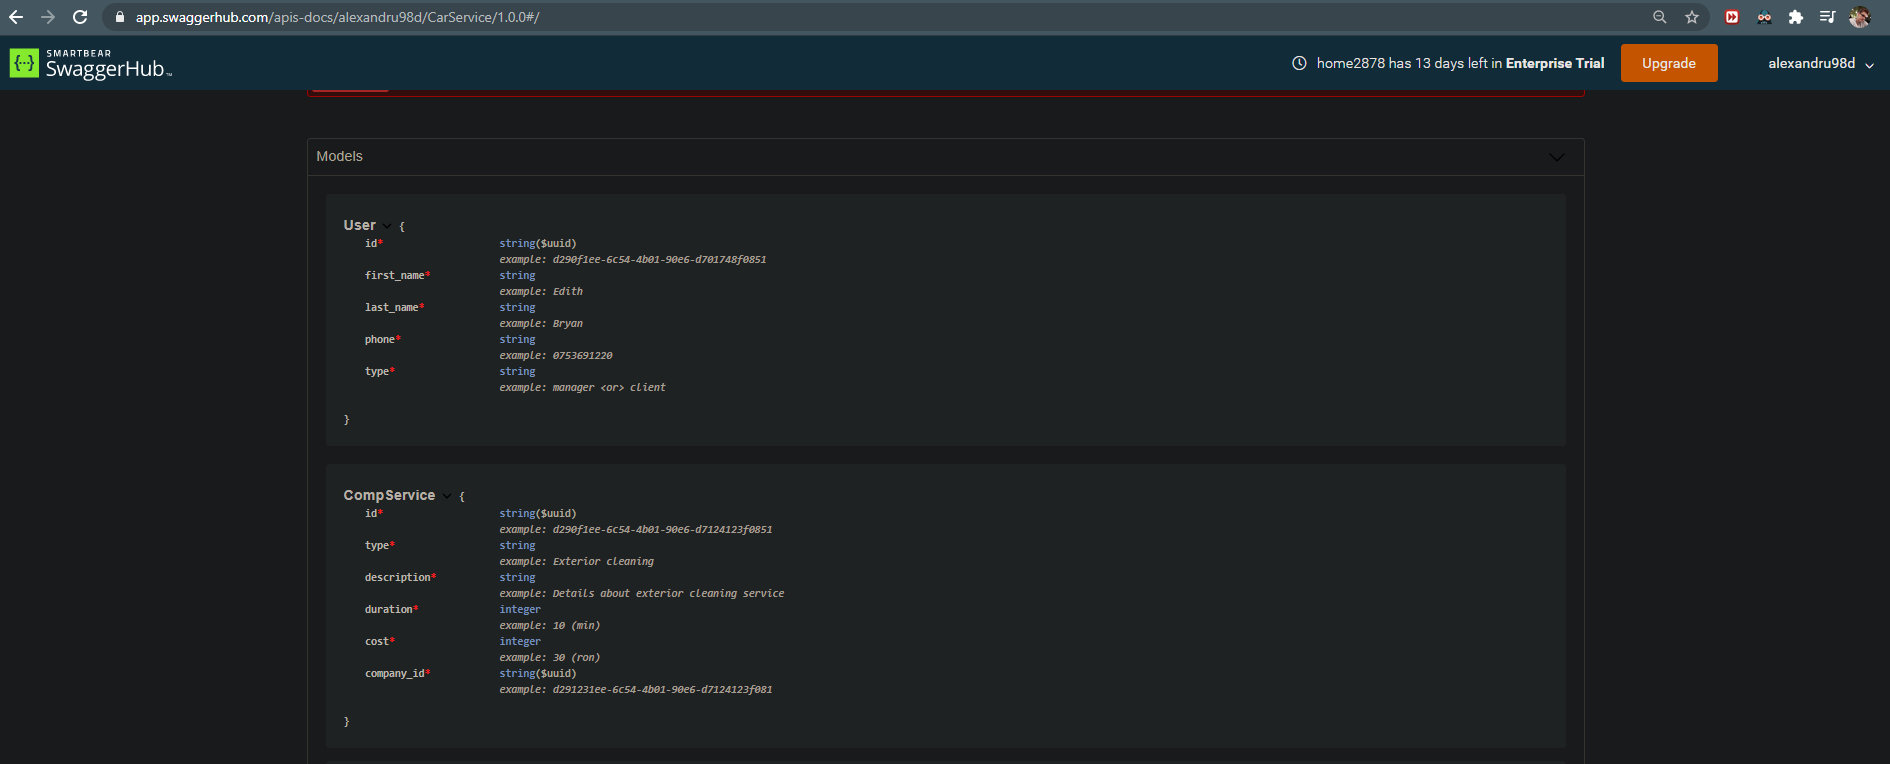 app.swaggerhub.com/apis-docs/alexandru98d/CarService/1.0.0#/
SMARTBEAR
SwaggerHub™
home2878 has 13 days left in Enterprise Trial
Upgrade
alexandru98d
Models
User {
id* string($uuid)
example: d290f1ee-6c54-4b01-90e6-d701748f0851
first_name* string
example: Edith
last_name* string
example: Bryan
phone* string
example: 0753691220
type* string
example: manager <or> client
}
CompService {
id* string($uuid)
example: d290f1ee-6c54-4b01-90e6-d7124123f0851
type* string
example: Exterior cleaning
description* string
example: Details about exterior cleaning service
duration* integer
example: 10 (min)
cost* integer
example: 30 (ron)
company_id* string($uuid)
example: d291231ee-6c54-4b01-90e6-d7124123f081
}